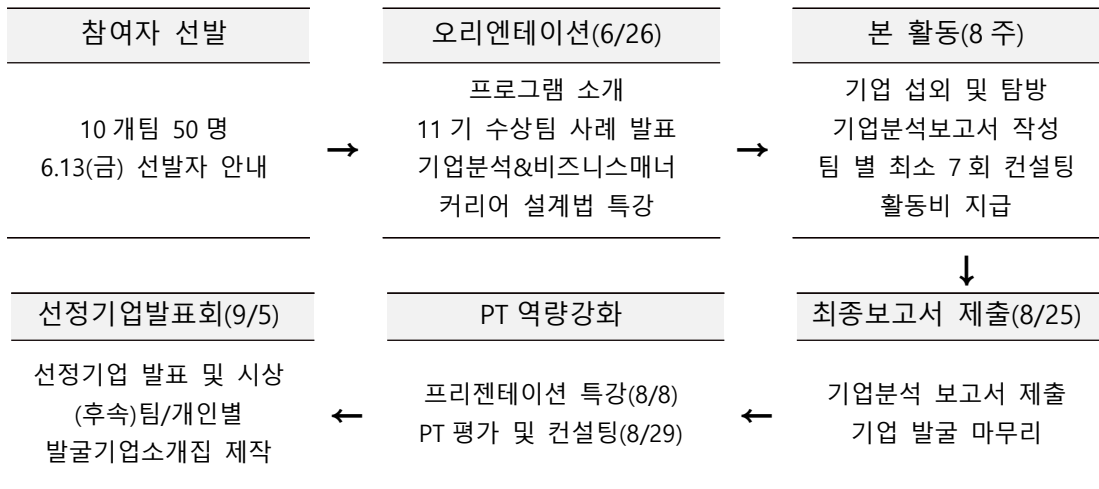 참여자 선발
10개팀 50명
6.13(금) 선발자 안내
→
오리엔테이션(6/26)
프로그램 소개
11기 수상팀 사례 발표
기업분석&비즈니스매너
커리어 설계법 특강
→
본 활동(8주)
기업 섭외 및 탐방
기업분석보고서 작성
팀 별 최소 7회 컨설팅
활동비 지급
↓
최종보고서 제출(8/25)
기업분석 보고서 제출
기업 발굴 마무리
←
PT 역량강화
프리젠테이션 특강(8/8)
PT 평가 및 컨설팅(8/29)
←
선정기업발표회(9/5)
선정기업 발표 및 시상
(후속)팀/개인별
발굴기업소개집 제작